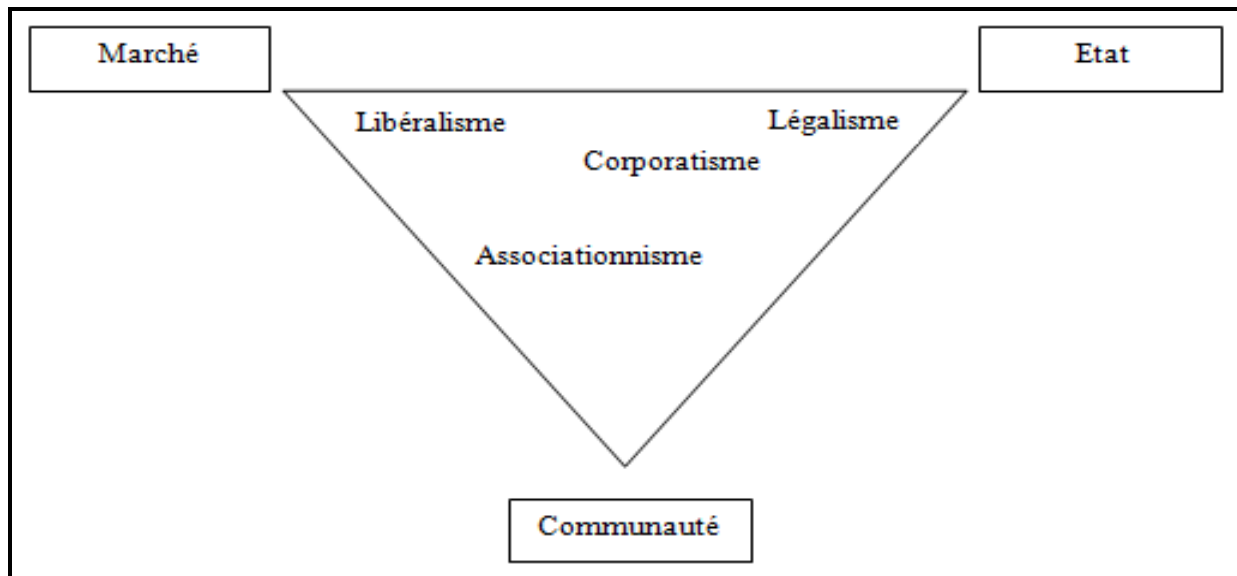 Marché
Etat
Libéralisme
Légalisme
Corporatisme
Associationnisme
Communauté